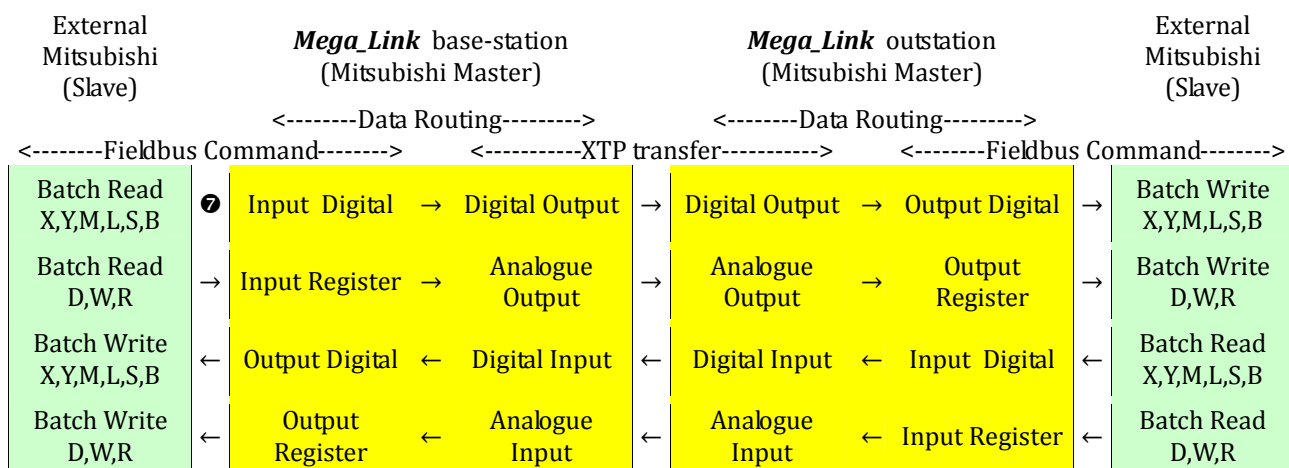 External
Mitsubishi
(Slave)
Mega_Link base-station
(Mitsubishi Master)
Mega_Link outstation
(Mitsubishi Master)
External
Mitsubishi
(Slave)
<--------Data Routing---------> <--------Data Routing--------->
<--------Fieldbus Command--------> <-----------XTP transfer-----------> <--------Fieldbus Command-------->
Batch Read
X,Y,M,L,S,B
❼ Input Digital → Digital Output → Digital Output → Output Digital →
Batch Write
X,Y,M,L,S,B
Batch Read
D,W,R
→ Input Register →
Analogue
Output
→
Analogue
Output
→
Output
Register
→
Batch Write
D,W,R
Batch Write
X,Y,M,L,S,B
← Output Digital ← Digital Input ← Digital Input ← Input Digital ←
Batch Read
X,Y,M,L,S,B
Batch Write
D,W,R
←
Output
Register
←
Analogue
Input
←
Analogue
Input
← Input Register ←
Batch Read
D,W,R